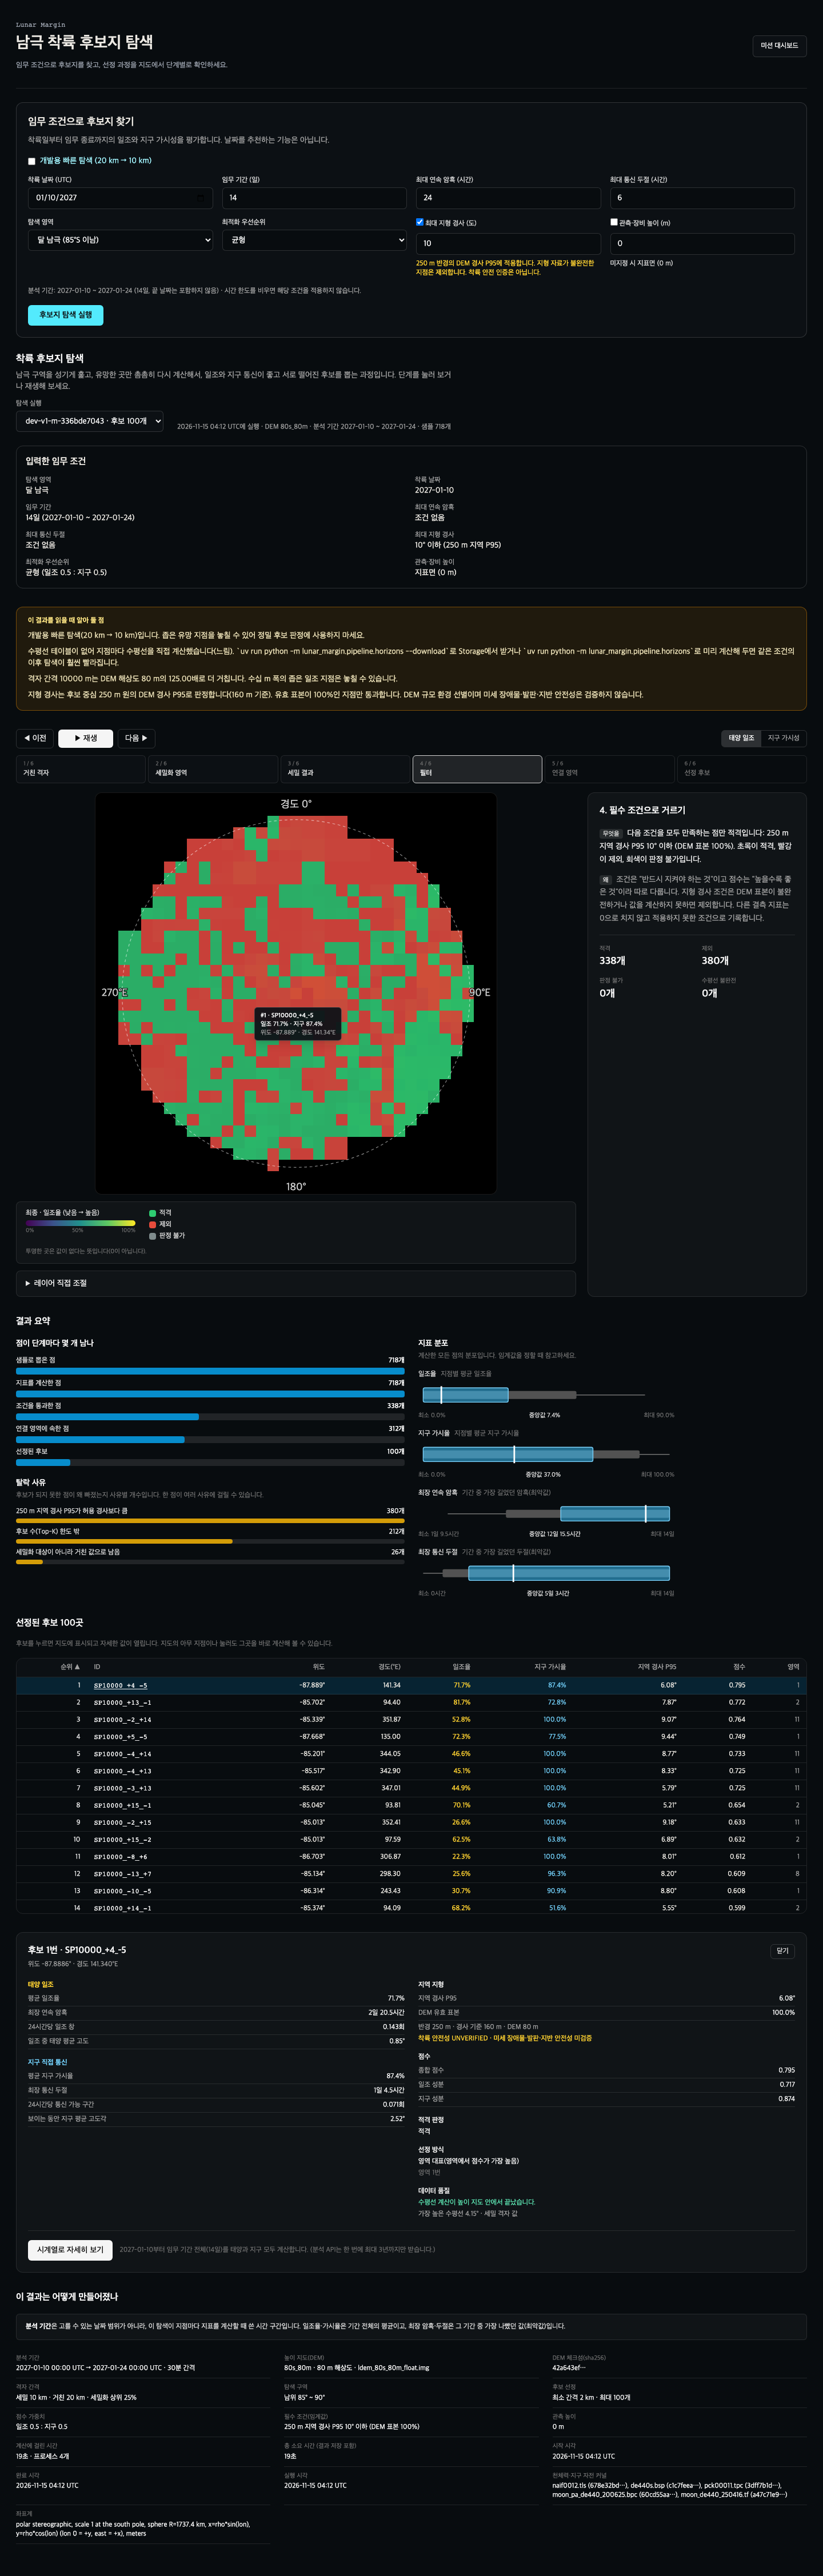 Lunar Margin
남극 착륙 후보지 탐색
임무 조건으로 후보지를 찾고, 선정 과정을 지도에서 단계별로 확인하세요.
미션 대시보드
임무 조건으로 후보지 찾기
착륙일부터 임무 종료까지의 일조와 지구 가시성을 평가합니다. 날짜를 추천하는 기능은 아닙니다.
개발용 빠른 탐색 (20 km → 10 km)
착륙 날짜 (UTC)
01/10/2027
임무 기간 (일)
14
최대 연속 암흑 (시간)
24
최대 통신 두절 (시간)
6
탐색 영역
달 남극 (85°S 이남)
최적화 우선순위
균형
최대 지형 경사 (도)
10
250 m 반경의 DEM 경사 P95에 적용합니다. 지형 자료가 불완전한
지점은 제외합니다. 착륙 안전 인증은 아닙니다.
관측·장비 높이 (m)
0
미지정 시 지표면 (0 m)
분석 기간: 2027-01-10 ~ 2027-01-24 (14일, 끝 날짜는 포함하지 않음) · 시간 한도를 비우면 해당 조건을 적용하지 않습니다.
후보지 탐색 실행
착륙 후보지 탐색
남극 구역을 성기게 훑고, 유망한 곳만 촘촘히 다시 계산해서, 일조와 지구 통신이 좋고 서로 떨어진 후보를 뽑는 과정입니다. 단계를 눌러 보거
나 재생해 보세요.
탐색 실행
dev-v1-m-336bde7043 · 후보 100개
2026-11-15 04:12 UTC에 실행 · DEM 80s_80m · 분석 기간 2027-01-10 ~ 2027-01-24 · 샘플 718개
입력한 임무 조건
탐색 영역
달 남극
착륙 날짜
2027-01-10
임무 기간
14일 (2027-01-10 ~ 2027-01-24)
최대 연속 암흑
조건 없음
최대 통신 두절
조건 없음
최대 지형 경사
10° 이하 (250 m 지역 P95)
최적화 우선순위
균형 (일조 0.5 : 지구 0.5)
관측·장비 높이
지표면 (0 m)
이 결과를 읽을 때 알아 둘 점
개발용 빠른 탐색(20 km → 10 km)입니다. 좁은 유망 지점을 놓칠 수 있어 정밀 후보 판정에 사용하지 마세요.
수평선 테이블이 없어 지점마다 수평선을 직접 계산했습니다(느림). `uv run python -m lunar_margin.pipeline.horizons --download`로 Storage에서 받거나 `uv run python -m lunar_margin.pipeline.horizons`로 미리 계산해 두면 같은 조건의
이후 탐색이 훨씬 빨라집니다.
격자 간격 10000 m는 DEM 해상도 80 m의 125.00배로 더 거칩니다. 수십 m 폭의 좁은 일조 지점은 놓칠 수 있습니다.
지형 경사는 후보 중심 250 m 원의 DEM 경사 P95로 판정합니다(160 m 기준). 유효 표본이 100%인 지점만 통과합니다. DEM 규모 환경 선별이며 미세 장애물·발판·지반 안전성은 검증하지 않습니다.
◀ 이전
▶ 재생
다음 ▶
태양 일조
지구 가시성
1 / 6
거친 격자
2 / 6
세밀화 영역
3 / 6
세밀 결과
4 / 6
필터
5 / 6
연결 영역
6 / 6
선정 후보
경도 0°
270°E
90°E
180°
#1 · SP10000_+4_-5
일조 71.7% · 지구 87.4%
위도 -87.889° · 경도 141.34°E
4. 필수 조건으로 거르기
무엇을 다음 조건을 모두 만족하는 점만 적격입니다: 250 m
지역 경사 P95 10° 이하 (DEM 표본 100%). 초록이 적격, 빨강
이 제외, 회색이 판정 불가입니다.
왜 조건은 "반드시 지켜야 하는 것"이고 점수는 "높을수록 좋
은 것"이라 따로 다룹니다. 지형 경사 조건은 DEM 표본이 불완
전하거나 값을 계산하지 못하면 제외합니다. 다른 결측 지표는
0으로 치지 않고 적용하지 못한 조건으로 기록합니다.
적격
338개
제외
380개
판정 불가
0개
수평선 불완전
0개
최종 · 일조율 (낮음 → 높음)
0% 50% 100%
적격
제외
판정 불가
투명한 곳은 값이 없다는 뜻입니다(0이 아닙니다).
▶ 레이어 직접 조절
결과 요약
점이 단계마다 몇 개 남나
샘플로 뽑은 점 718개
지표를 계산한 점 718개
조건을 통과한 점 338개
연결 영역에 속한 점 312개
선정된 후보 100개
탈락 사유
후보가 되지 못한 점이 왜 빠졌는지 사유별 개수입니다. 한 점이 여러 사유에 걸릴 수 있습니다.
250 m 지역 경사 P95가 허용 경사보다 큼 380개
후보 수(Top-K) 한도 밖 212개
세밀화 대상이 아니라 거친 값으로 남음 26개
지표 분포
계산한 모든 점의 분포입니다. 임계값을 정할 때 참고하세요.
일조율 지점별 평균 일조율
최소 0.0% 중앙값 7.4% 최대 90.0%
지구 가시율 지점별 평균 지구 가시율
최소 0.0% 중앙값 37.0% 최대 100.0%
최장 연속 암흑 기간 중 가장 길었던 암흑(최악값)
최소 1일 9.5시간 중앙값 12일 15.5시간 최대 14일
최장 통신 두절 기간 중 가장 길었던 두절(최악값)
최소 0시간 중앙값 5일 3시간 최대 14일
선정된 후보 100곳
후보를 누르면 지도에 표시되고 자세한 값이 열립니다. 지도의 아무 지점이나 눌러도 그곳을 바로 계산해 볼 수 있습니다.
순위 ▲ ID 위도 경도(°E) 일조율 지구 가시율 지역 경사 P95 점수 영역
1 SP10000_+4_-5 -87.889° 141.34 71.7% 87.4% 6.08° 0.795 1
2 SP10000_+13_-1 -85.702° 94.40 81.7% 72.8% 7.87° 0.772 2
3 SP10000_-2_+14 -85.339° 351.87 52.8% 100.0% 9.07° 0.764 11
4 SP10000_+5_-5 -87.668° 135.00 72.3% 77.5% 9.44° 0.749 1
5 SP10000_-4_+14 -85.201° 344.05 46.6% 100.0% 8.77° 0.733 11
6 SP10000_-4_+13 -85.517° 342.90 45.1% 100.0% 8.33° 0.725 11
7 SP10000_-3_+13 -85.602° 347.01 44.9% 100.0% 5.79° 0.725 11
8 SP10000_+15_-1 -85.045° 93.81 70.1% 60.7% 5.21° 0.654 2
9 SP10000_-2_+15 -85.013° 352.41 26.6% 100.0% 9.18° 0.633 11
10 SP10000_+15_-2 -85.013° 97.59 62.5% 63.8% 6.89° 0.632 2
11 SP10000_-8_+6 -86.703° 306.87 22.3% 100.0% 8.01° 0.612 1
12 SP10000_-13_+7 -85.134° 298.30 25.6% 96.3% 8.20° 0.609 8
13 SP10000_-10_-5 -86.314° 243.43 30.7% 90.9% 8.80° 0.608 1
14 SP10000_+14_-1 -85.374° 94.09 68.2% 51.6% 5.55° 0.599 2
후보 1번 · SP10000_+4_-5
위도 -87.8886° · 경도 141.340°E
닫기
태양 일조
평균 일조율 71.7%
최장 연속 암흑 2일 20.5시간
24시간당 일조 창 0.143회
일조 중 태양 평균 고도 0.85°
지구 직접 통신
평균 지구 가시율 87.4%
최장 통신 두절 1일 4.5시간
24시간당 통신 가능 구간 0.071회
보이는 동안 지구 평균 고도각 2.52°
지역 지형
지역 경사 P95 6.08°
DEM 유효 표본 100.0%
반경 250 m · 경사 기준 160 m · DEM 80 m
착륙 안전성 UNVERIFIED · 미세 장애물·발판·지반 안전성 미검증
점수
종합 점수 0.795
일조 성분 0.717
지구 성분 0.874
적격 판정
적격
선정 방식
영역 대표(영역에서 점수가 가장 높음)
영역 1번
데이터 품질
수평선 계산이 높이 지도 안에서 끝났습니다.
가장 높은 수평선 4.15° · 세밀 격자 값
시계열로 자세히 보기
2027-01-10부터 임무 기간 전체(14일)를 태양과 지구 모두 계산합니다. (분석 API는 한 번에 최대 3년까지만 받습니다.)
이 결과는 어떻게 만들어졌나
분석 기간은 고를 수 있는 날짜 범위가 아니라, 이 탐색이 지점마다 지표를 계산할 때 쓴 시간 구간입니다. 일조율·가시율은 기간 전체의 평균이고, 최장 암흑·두절은 그 기간 중 가장 나빴던 값(최악값)입니다.
분석 기간
2027-01-10 00:00 UTC → 2027-01-24 00:00 UTC · 30분 간격
높이 지도(DEM)
80s_80m · 80 m 해상도 · ldem_80s_80m_float.img
DEM 체크섬(sha256)
42a643ef…
격자 간격
세밀 10 km · 거친 20 km · 세밀화 상위 25%
탐색 구역
남위 85° ~ 90°
후보 선정
최소 간격 2 km · 최대 100개
점수 가중치
일조 0.5 : 지구 0.5
필수 조건(임계값)
250 m 지역 경사 P95 10° 이하 (DEM 표본 100%)
관측 높이
0 m
계산에 걸린 시간
19초 · 프로세스 4개
총 소요 시간 (결과 저장 포함)
19초
시작 시각
2026-11-15 04:12 UTC
완료 시각
2026-11-15 04:12 UTC
실행 시각
2026-11-15 04:12 UTC
천체력·지구 자전 커널
naif0012.tls (678e32bd…), de440s.bsp (c1c7feea…), pck00011.tpc (3dff7b1d…),
moon_pa_de440_200625.bpc (60cd55aa…), moon_de440_250416.tf (a47c71e9…)
좌표계
polar stereographic, scale 1 at the south pole, sphere R=1737.4 km, x=rho*sin(lon),
y=rho*cos(lon) (lon 0 = +y, east = +x), meters